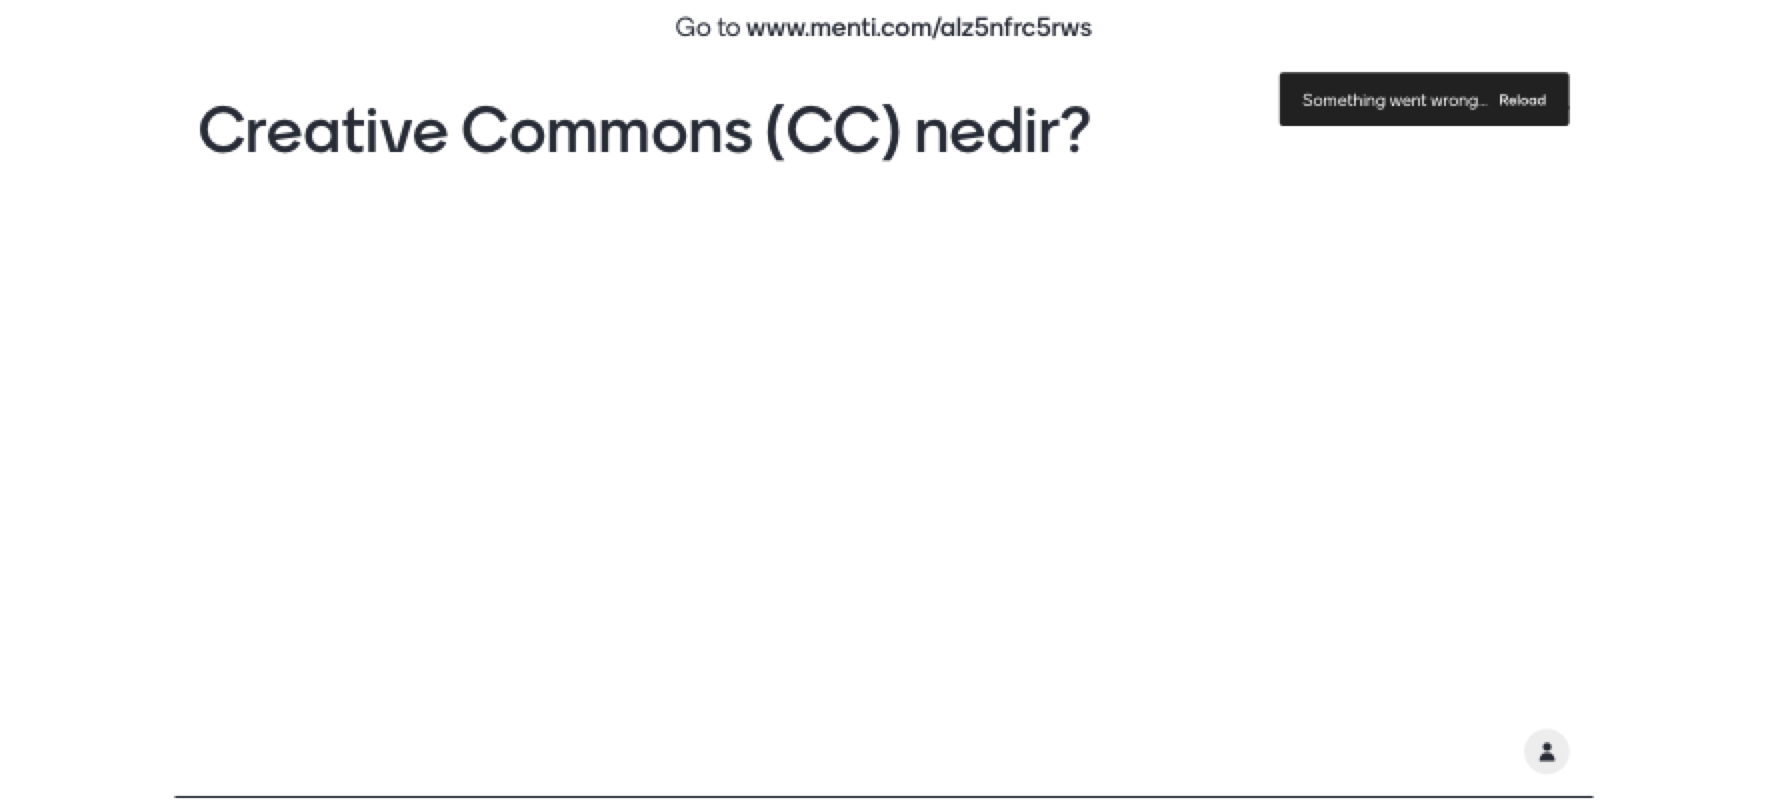 Go to www.menti.com/alz5nfrc5rws
Something went wrong... Reload
Creative Commons (CC) nedir?